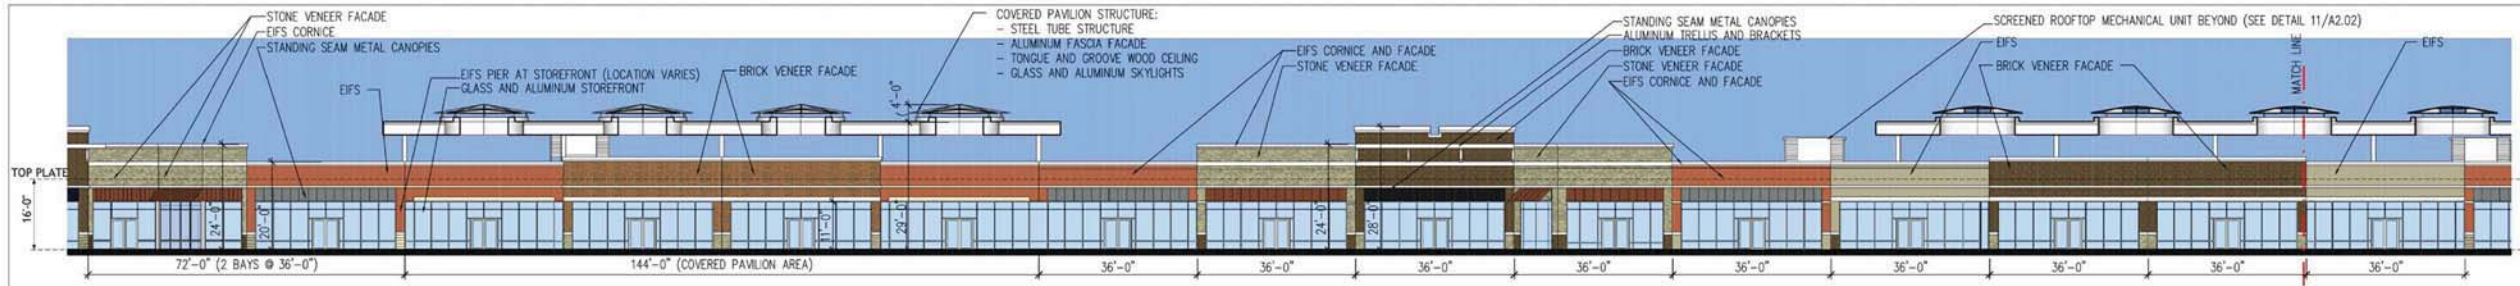 STONE VENEER FACADE
EIFS CORNICE
STANDING SEAM METAL CANOPIES
EIFS
EIFS PIER AT STOREFRONT (LOCATION VARIES)
GLASS AND ALUMINUM STOREFRONT
BRICK VENEER FACADE
COVERED PAVILION STRUCTURE:
- STEEL TUBE STRUCTURE
- ALUMINUM FASCIA FACADE
- TONGUE AND GROOVE WOOD CEILING
- GLASS AND ALUMINUM SKYLIGHTS
EIFS CORNICE AND FACADE
STONE VENEER FACADE
STANDING SEAM METAL CANOPIES
ALUMINUM TRELLIS AND BRACKETS
BRICK VENEER FACADE
STONE VENEER FACADE
EIFS CORNICE AND FACADE
SCREENED ROOFTOP MECHANICAL UNIT BEYOND (SEE DETAIL 11/A2.02)
EIFS
BRICK VENEER FACADE
MATCH LINE
EIFS
TOP PLATE
16'-0"
24'-0"
20'-0"
11'-0"
29'-0"
4'-0"
24'-0"
28'-0"
72'-0" (2 BAYS @ 36'-0")
144'-0" (COVERED PAVILION AREA)
36'-0"
36'-0"
36'-0"
36'-0"
36'-0"
36'-0"
36'-0"
36'-0"
36'-0"